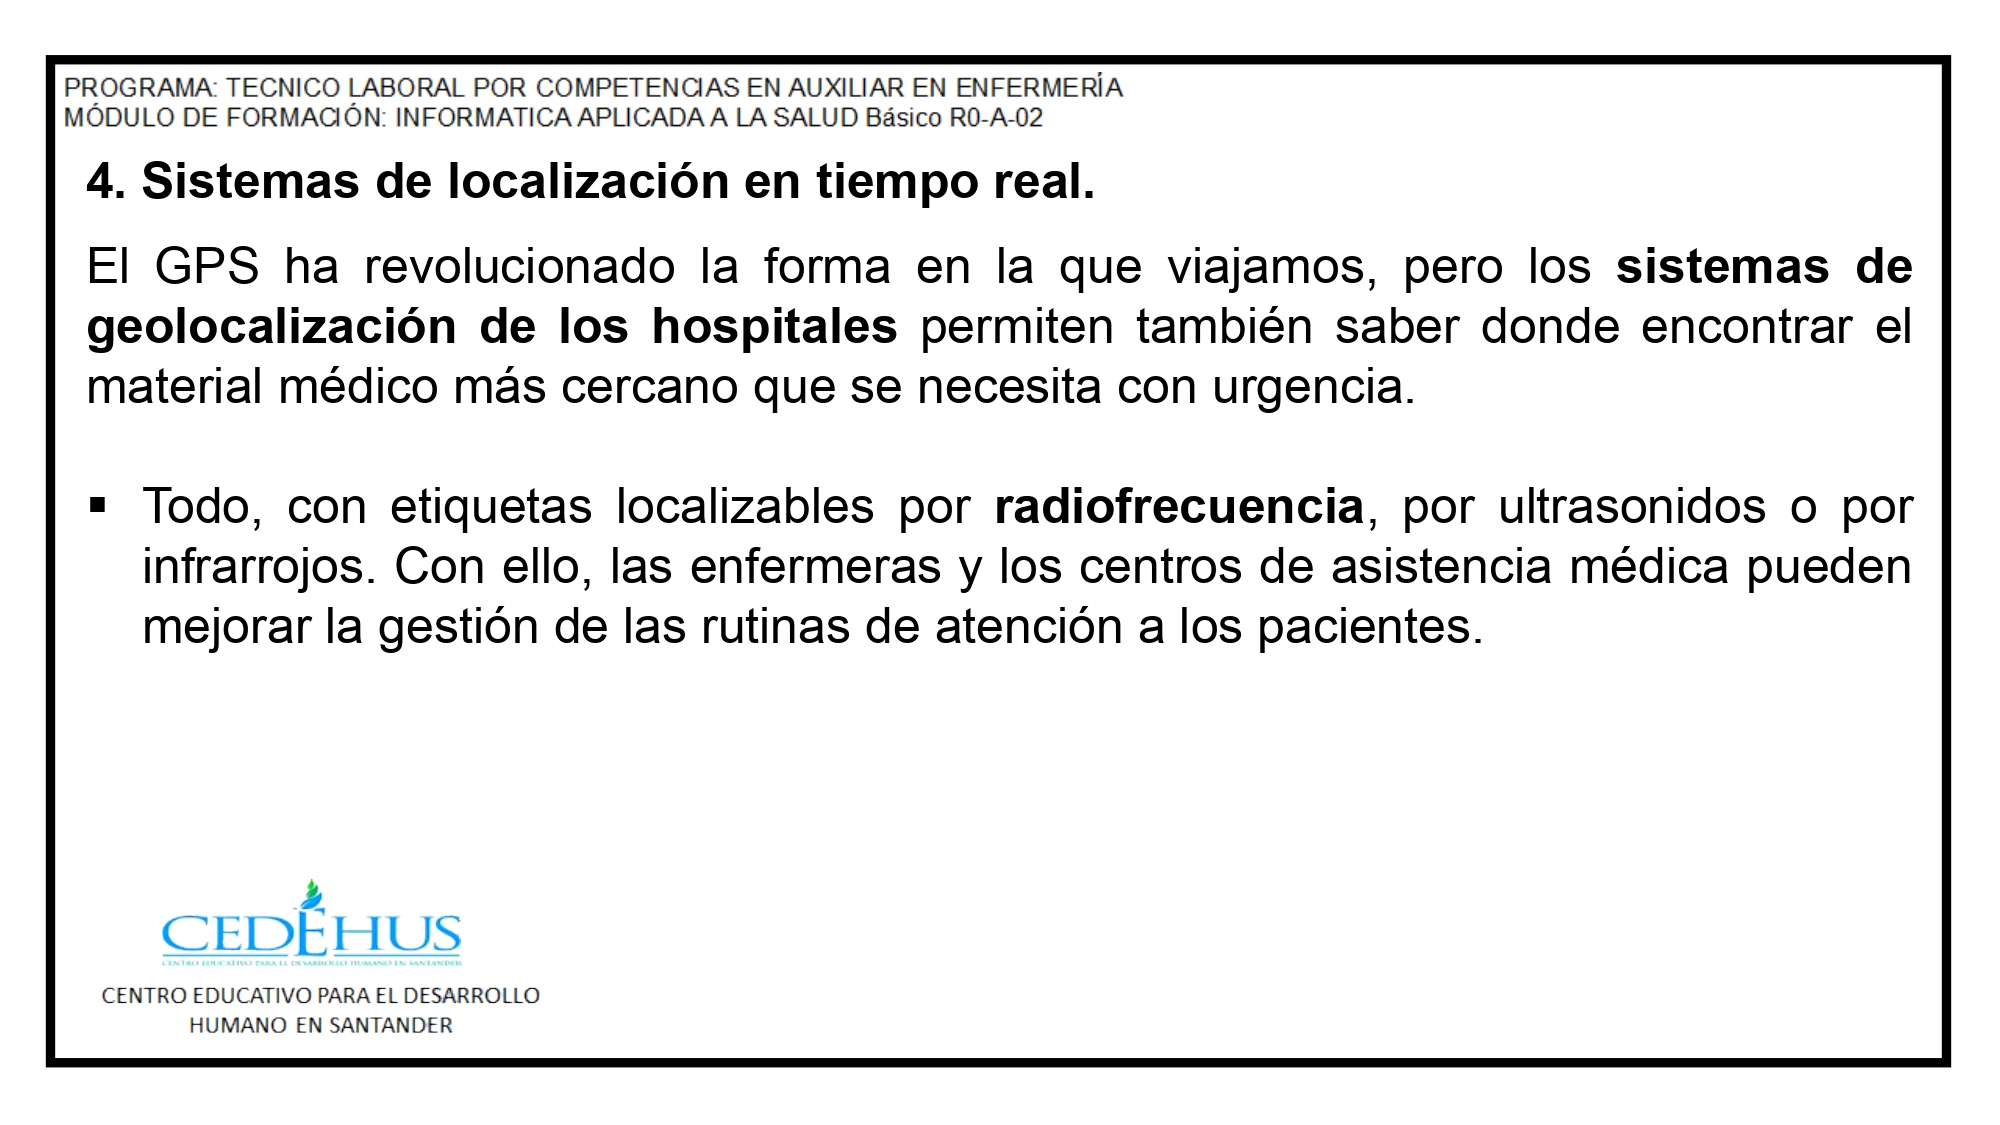 PROGRAMA: TECNICO LABORAL POR COMPETENCIAS EN AUXILIAR EN ENFERMERÍA
MÓDULO DE FORMACIÓN: INFORMATICA APLICADA A LA SALUD Básico R0-A-02
4. Sistemas de localización en tiempo real.
El GPS ha revolucionado la forma en la que viajamos, pero los sistemas de
geolocalización de los hospitales permiten también saber donde encontrar el
material médico más cercano que se necesita con urgencia.
▪ Todo, con etiquetas localizables por radiofrecuencia, por ultrasonidos o por
infrarrojos. Con ello, las enfermeras y los centros de asistencia médica pueden
mejorar la gestión de las rutinas de atención a los pacientes.
CEDEHUS
CENTRO EDUCATIVO PARA EL DESARROLLO HUMANO EN SANTANDER
CENTRO EDUCATIVO PARA EL DESARROLLO
HUMANO EN SANTANDER